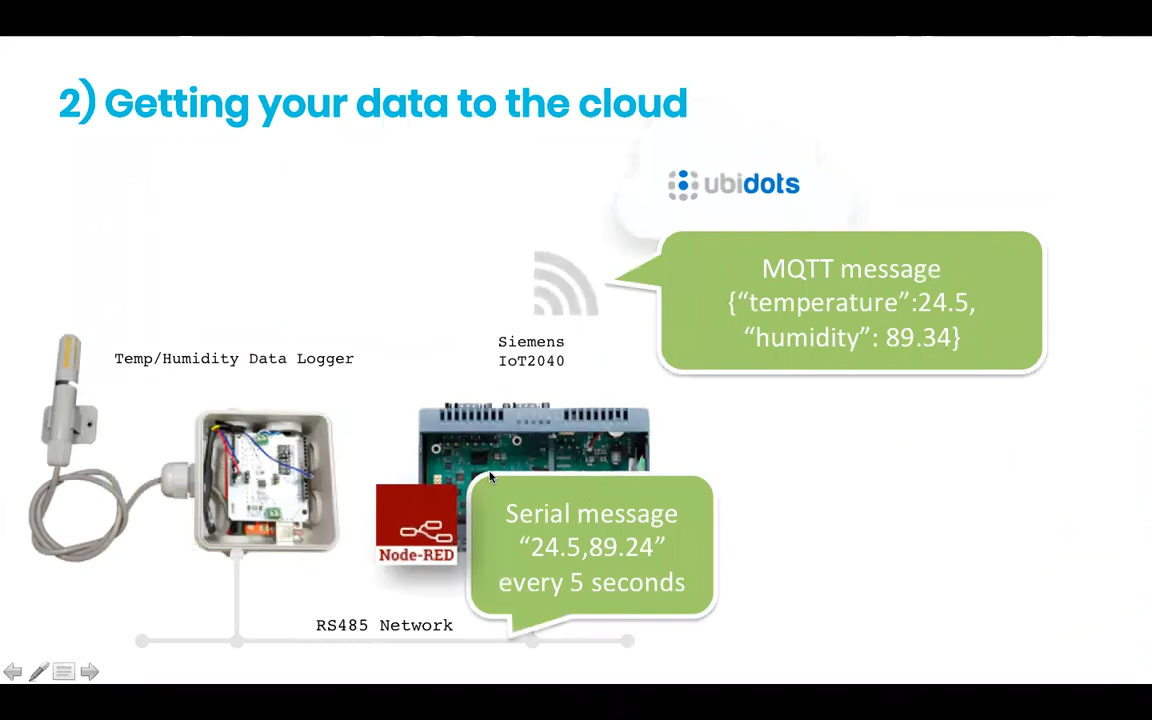 2) Getting your data to the cloud
ubidots
MQTT message
{“temperature”:24.5,
“humidity”: 89.34}
Siemens
IoT2040
Temp/Humidity Data Logger
Node-RED
Serial message
“24.5,89.24”
every 5 seconds
RS485 Network